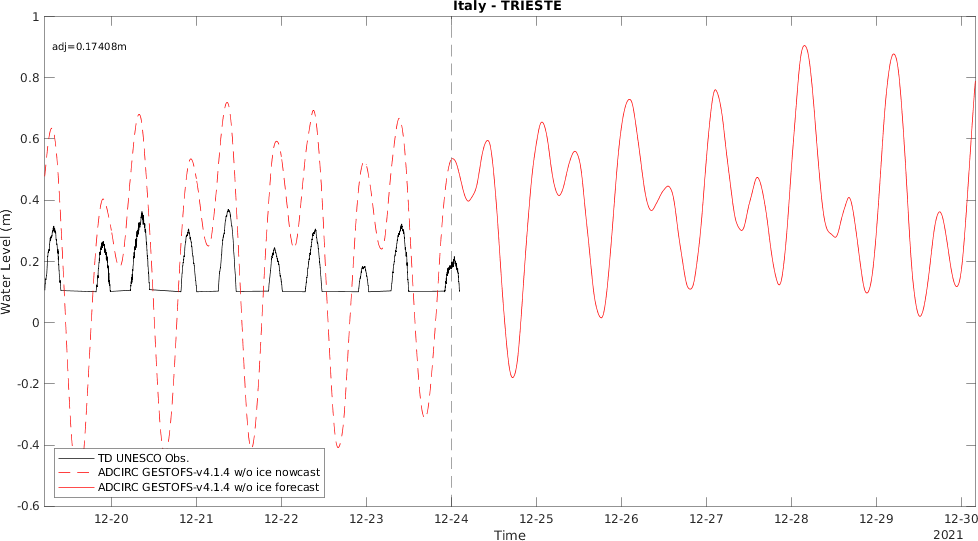 Italy - TRIESTE
adj=0.17408m
1
0.8
0.6
0.4
0.2
0
-0.2
-0.4
-0.6
Water Level (m)
TD UNESCO Obs.
ADCIRC GESTOFS-v4.1.4 w/o ice nowcast
ADCIRC GESTOFS-v4.1.4 w/o ice forecast
12-20 12-21 12-22 12-23 12-24 12-25 12-26 12-27 12-28 12-29 12-30
Time
2021